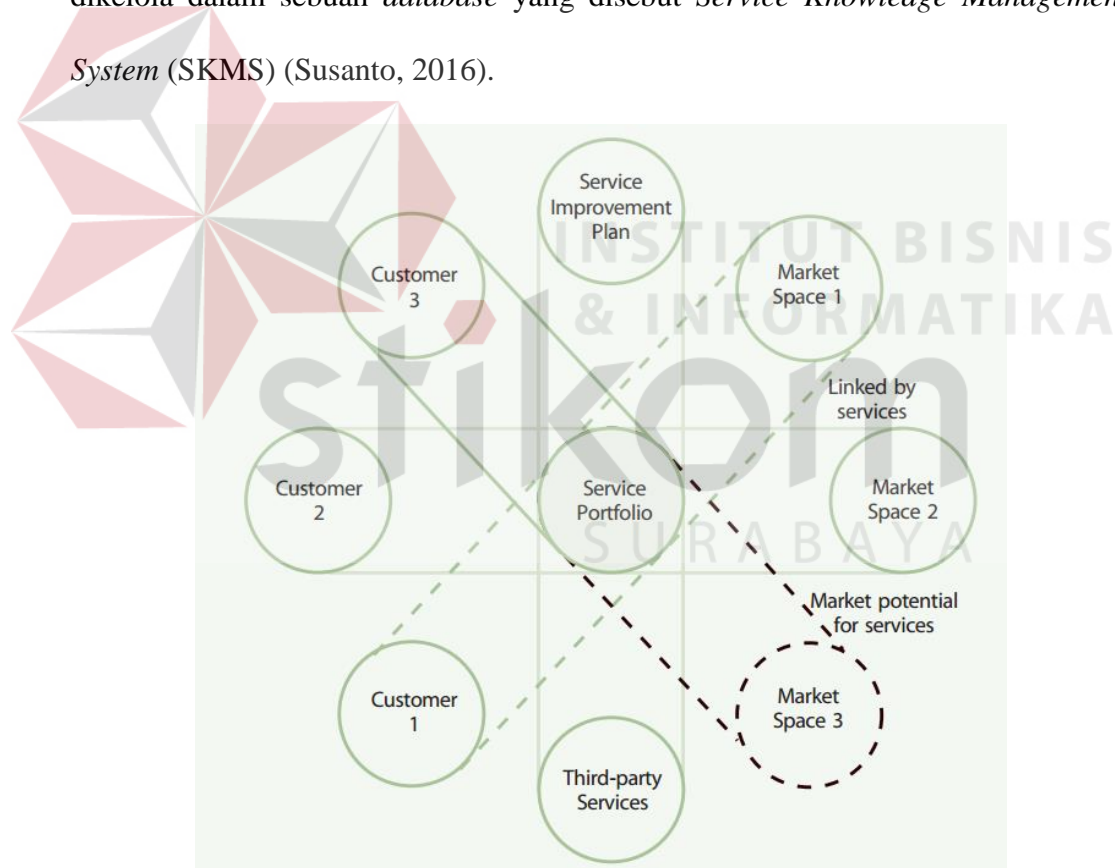 dikelola dalam sebuah database yang disebut Service Knowledge Management
System (SKMS) (Susanto, 2016).
Service
Improvement
Plan
INSTITUT BISNIS
& INFORMATIKA
stikom
SURABAYA
Customer
3
Market
Space 1
Linked by
services
Customer
2
Service
Portfolio
Market
Space 2
Market potential
for services
Customer
1
Market
Space 3
Third-party
Services